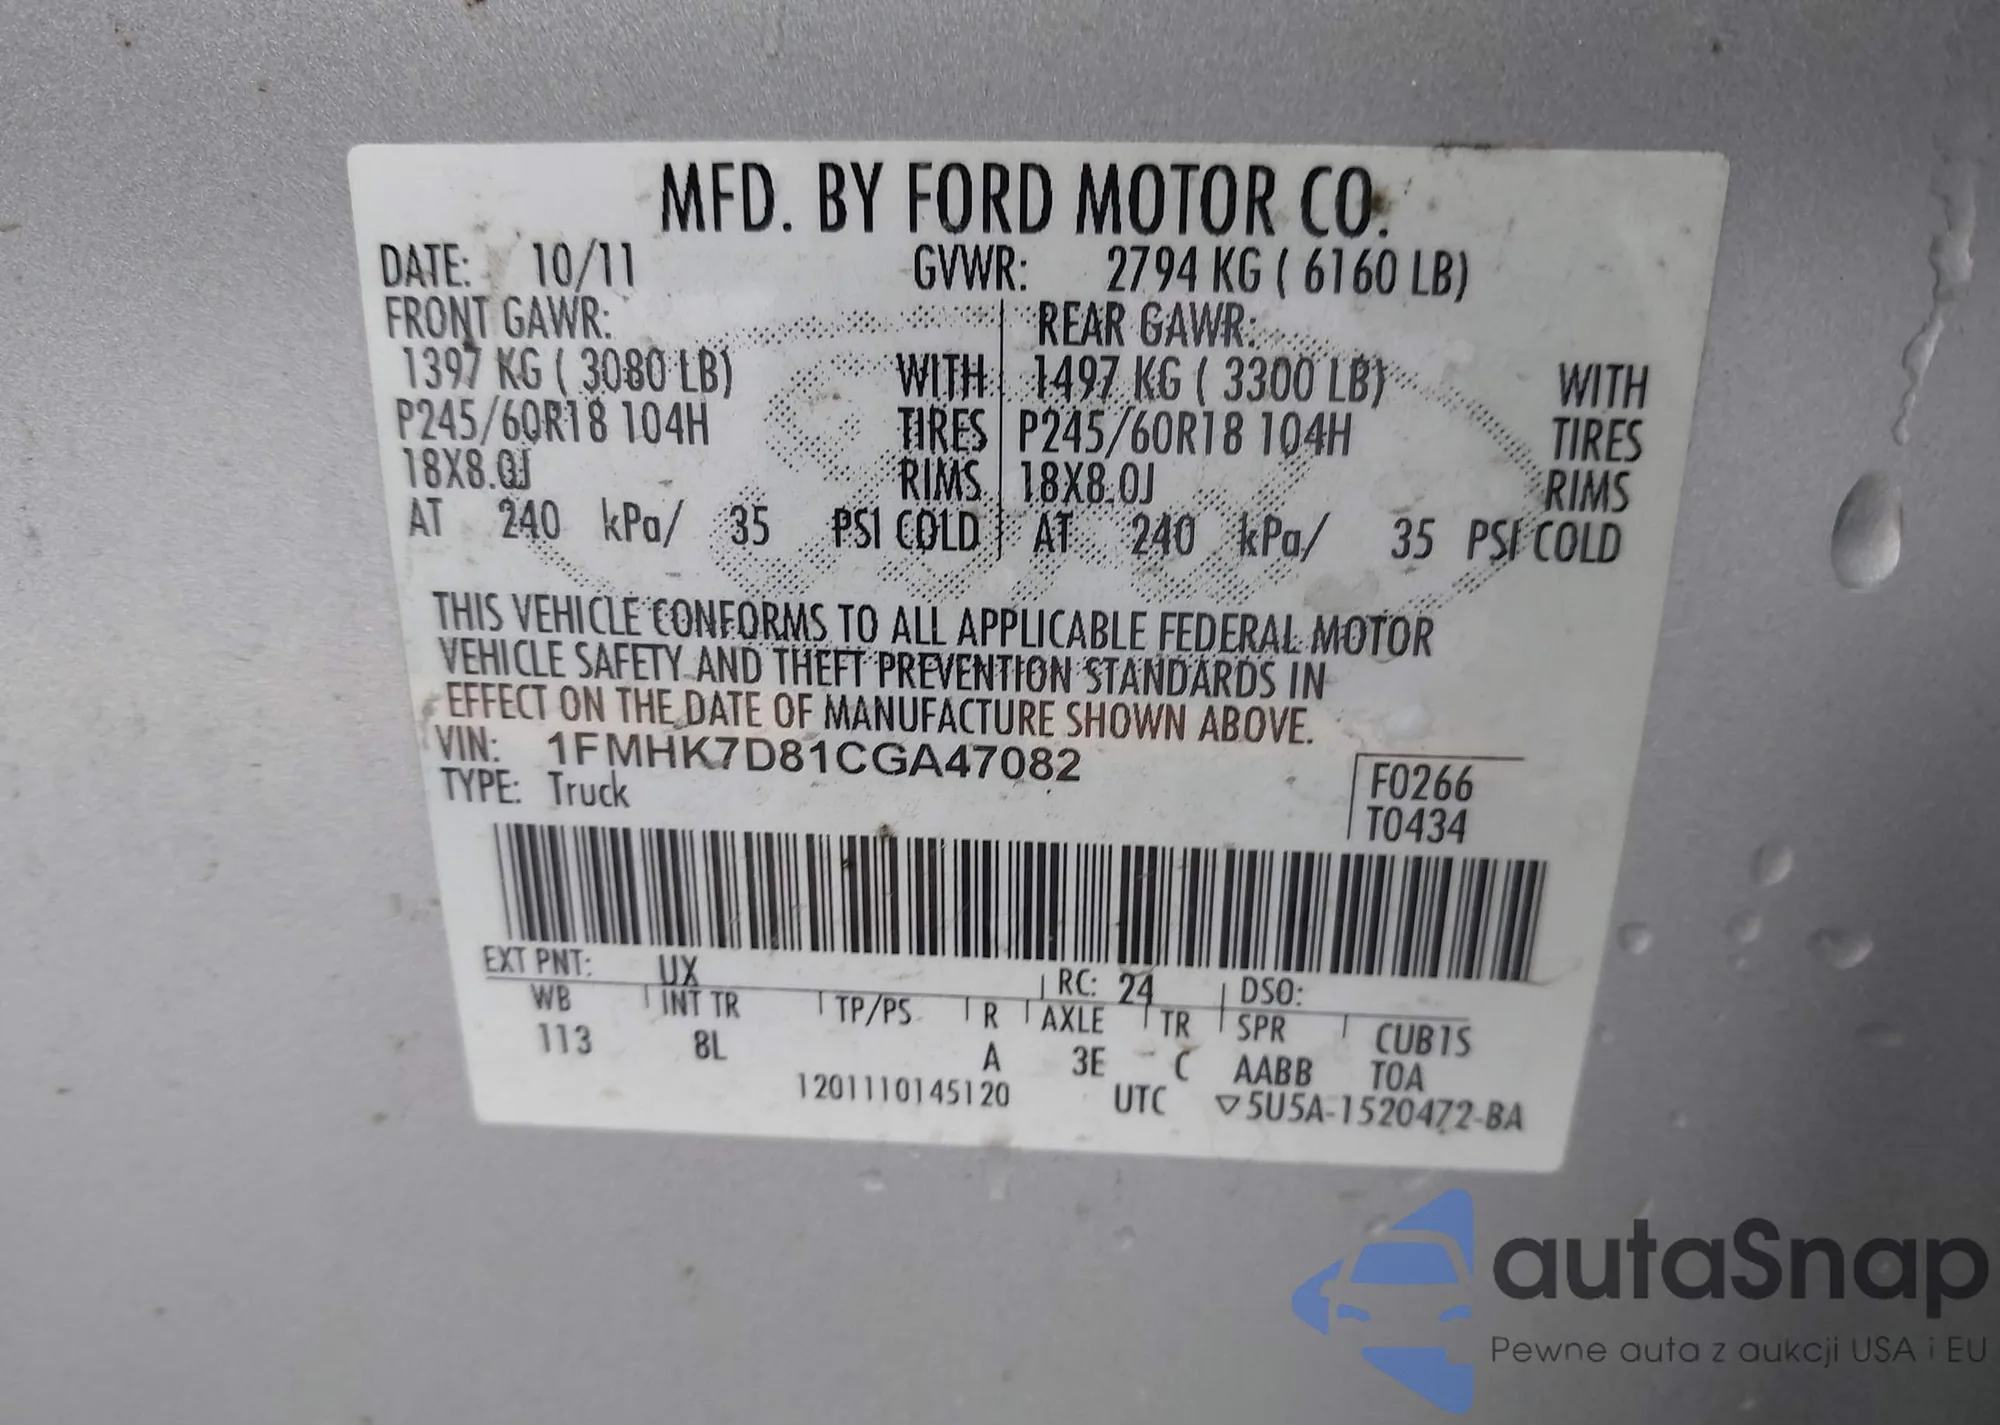 MFD. BY FORD MOTOR CO.
DATE: 10/11 GVWR: 2794 KG ( 6160 LB)
FRONT GAWR: REAR GAWR:
1397 KG ( 3080 LB) WITH 1497 KG ( 3300 LB) WITH
P245/60R18 104H TIRES P245/60R18 104H TIRES
18X8.0J RIMS 18X8.0J RIMS
AT 240 kPa/ 35 PSI COLD AT 240 kPa/ 35 PSI COLD
THIS VEHICLE CONFORMS TO ALL APPLICABLE FEDERAL MOTOR
VEHICLE SAFETY AND THEFT PREVENTION STANDARDS IN
EFFECT ON THE DATE OF MANUFACTURE SHOWN ABOVE.
VIN: 1FMHK7D81CGA47082
TYPE: Truck
F0266
T0434
EXT PNT: UX RC: 24 DSO:
WB INT TR TP/PS R AXLE TR SPR CUB1S
113 8L A 3E C AABB TOA
1201110145120 UTC ▽5U5A-1520472-BA
autaSnap
Pewne auta z aukcji USA i EU